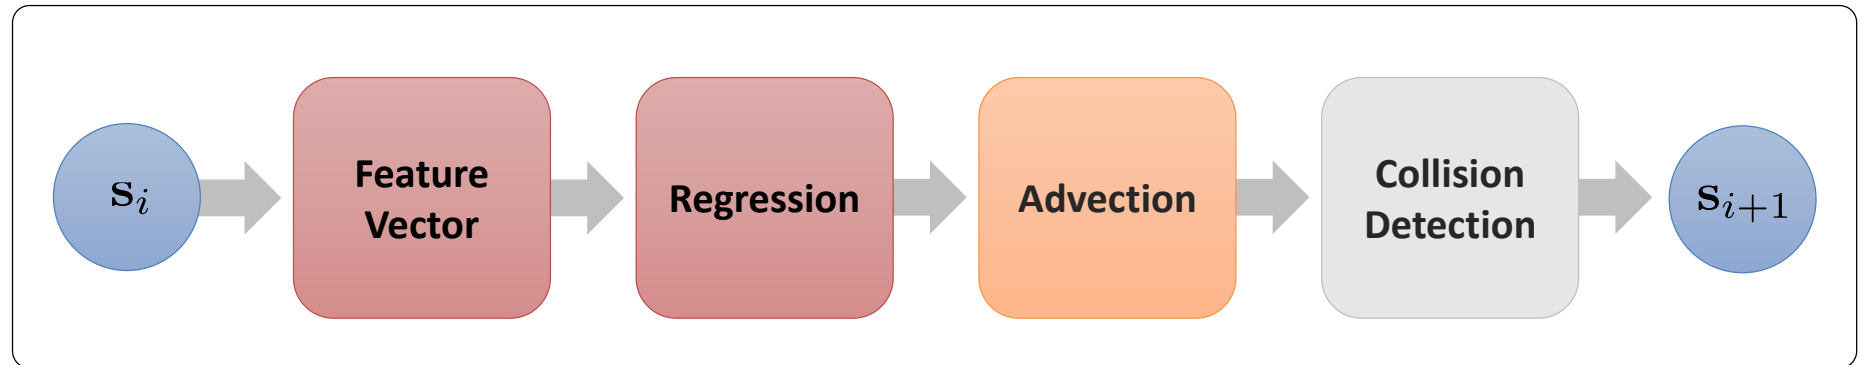 s_i
Feature
Vector
Regression
Advection
Collision
Detection
s_{i+1}